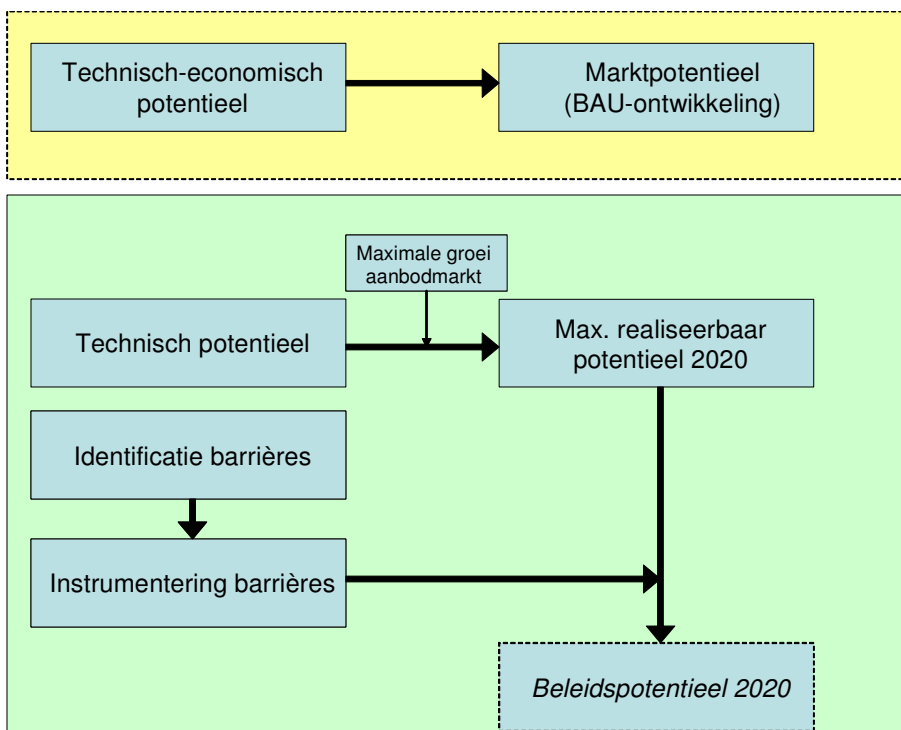 Technisch-economisch
potentieel
Marktpotentieel
(BAU-ontwikkeling)
Maximale groei
aanbodmarkt
Technisch potentieel
Max. realiseerbaar
potentieel 2020
Identificatie barrières
Instrumentering barrières
Beleidspotentieel 2020